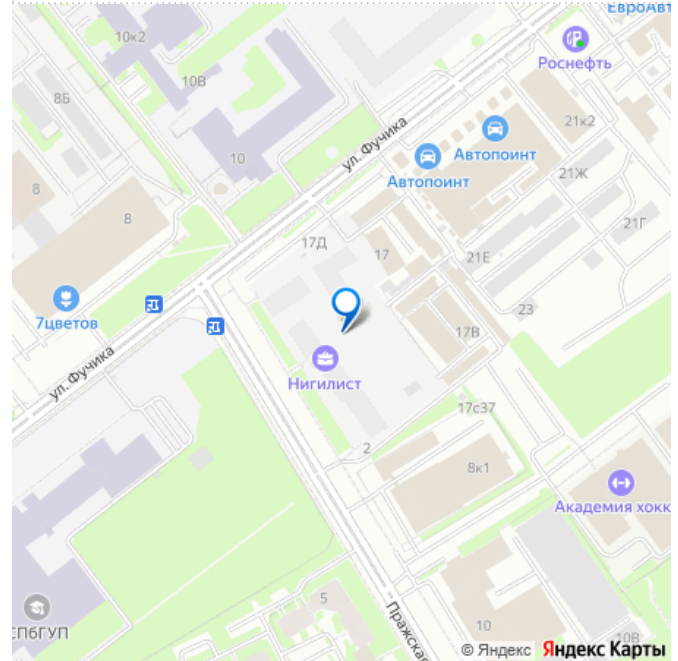 ЕвроАвт
10к2
Роснефть
10В
8Б
ул. Фучика
21к2
Автопоинт
10
Автопоинт
21Ж
8
8
21Г
17Д
17
21Е
7цветов
23
17В
ул. Фучика
Нигилист
17с37
2
8к1
Академия хокк
5
СПбГУП
Пражская
10
10В
© Яндекс Яндекс Карты